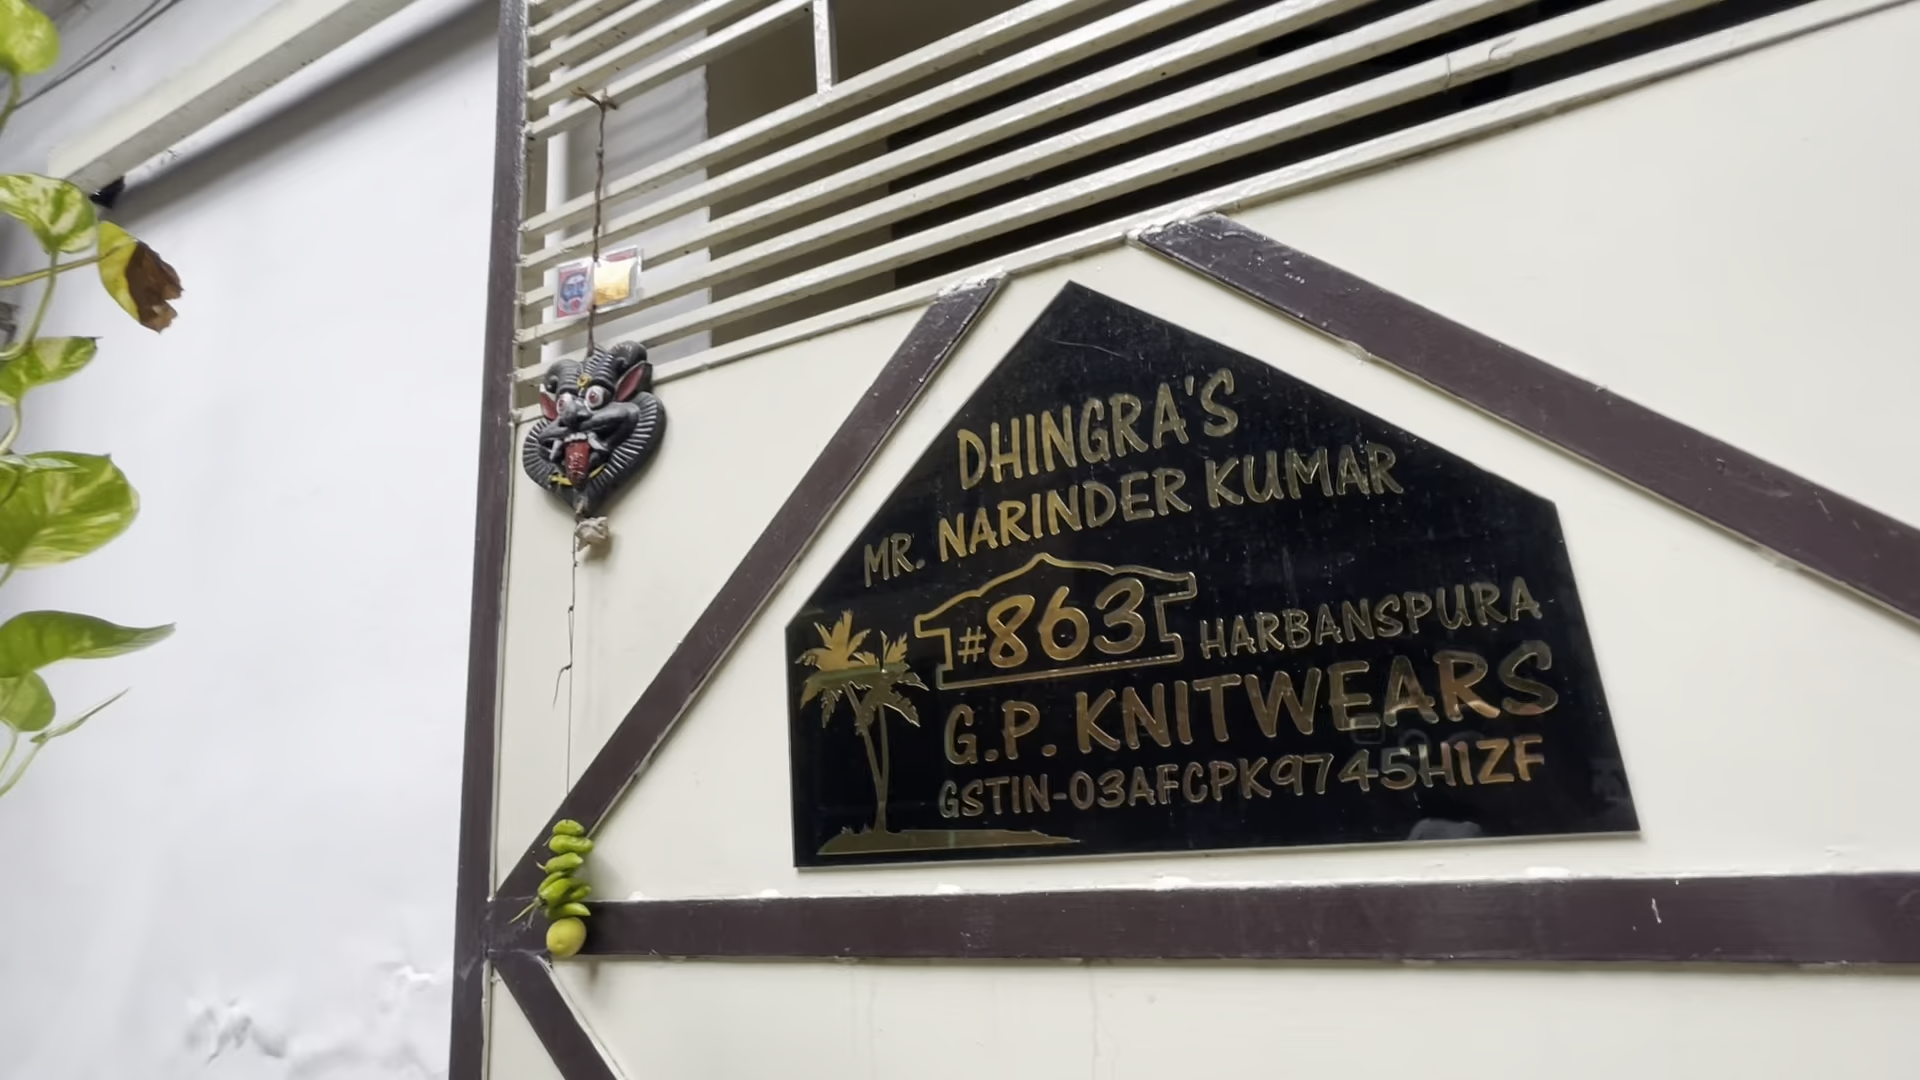 DHINGRA'S
MR. NARINDER KUMAR
#863 HARBANSPURA
G.P. KNITWEARS
GSTIN-03AFCPK9745H1ZF